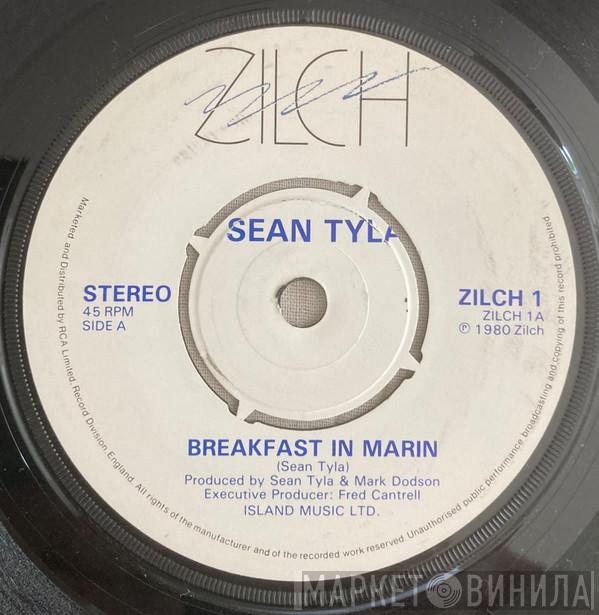 ZILCH
SEAN TYLA
STEREO
45 RPM
SIDE A
ZILCH 1
ZILCH 1A
℗ 1980 Zilch
BREAKFAST IN MARIN
(Sean Tyla)
Produced by Sean Tyla & Mark Dodson
Executive Producer: Fred Cantrell
ISLAND MUSIC LTD.
Marketed and Distributed by RCA Limited, Record Division, England. All rights of the manufacturer and of the recorded work reserved. Unauthorised public performance, broadcasting and copying of this record prohibited.
МАРКЕТ ВИНИЛА